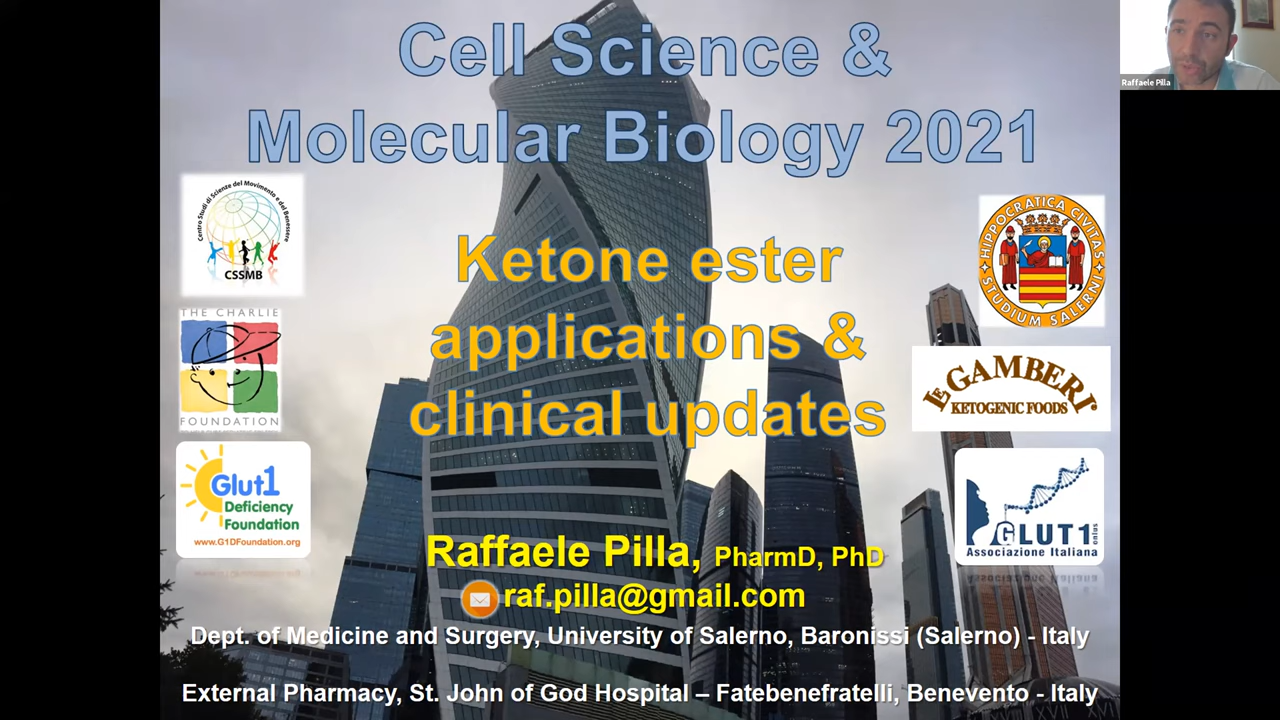 Cell Science &
Molecular Biology 2021
Raffaele Pilla
Centro Studi di Scienze del Movimento e del Benessere
CSSMB
HIPPOCRATICA CIVITAS
STUDIUM SALERNI
Ketone ester
applications &
clinical updates
THE CHARLIE
FOUNDATION
Le GAMBERI
KETOGENIC FOODS
Glut1
Deficiency
Foundation
www.G1DFoundation.org
GLUT1
onlus
Associazione Italiana
Raffaele Pilla, PharmD, PhD
raf.pilla@gmail.com
Dept. of Medicine and Surgery, University of Salerno, Baronissi (Salerno) - Italy
External Pharmacy, St. John of God Hospital – Fatebenefratelli, Benevento - Italy